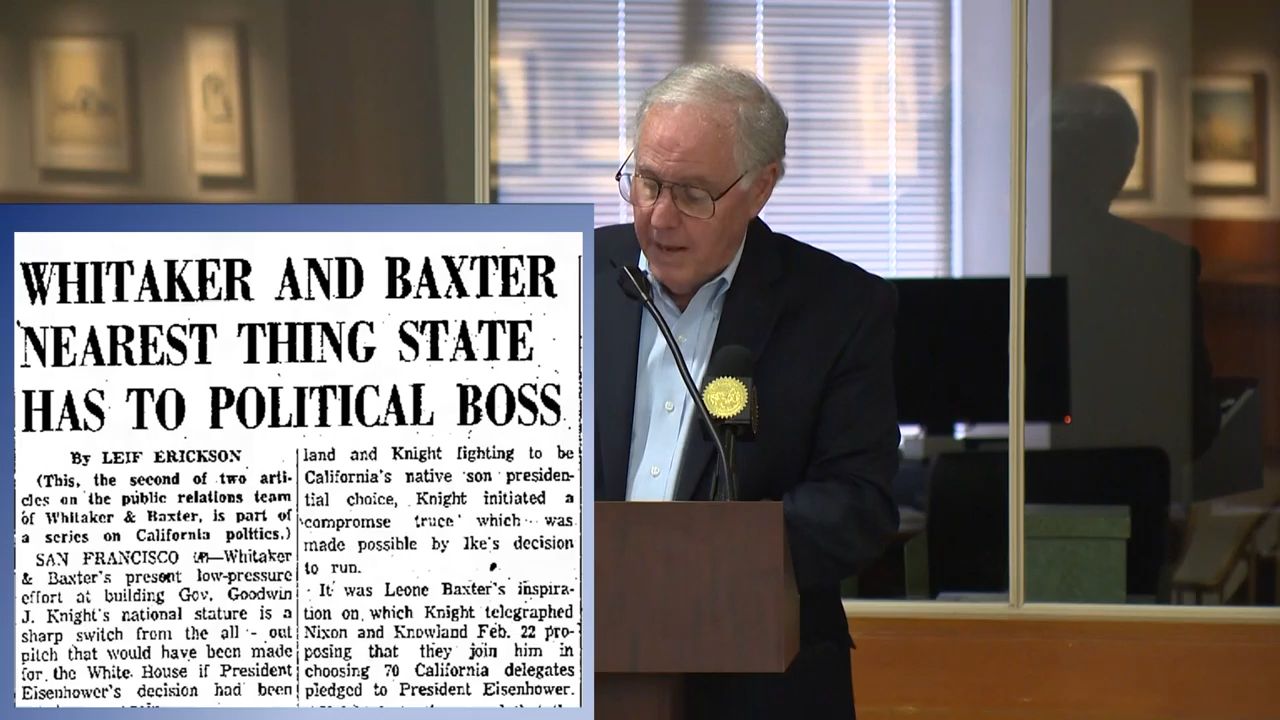 WHITAKER AND BAXTER
NEAREST THING STATE
HAS TO POLITICAL BOSS
By LEIF ERICKSON
(This, the second of two arti-
cles on the public relations team
of Whitaker & Baxter, is part of
a series on California politics.)
SAN FRANCISCO (AP)—Whitaker
& Baxter's present low-pressure
effort at building Gov. Goodwin
J. Knight's national stature is a
sharp switch from the all - out
pitch that would have been made
for the White House if President
Eisenhower's decision had been
land and Knight fighting to be
California's native son presiden-
tial choice, Knight initiated a
'compromse truce' which was
made possible by Ike's decision
to run.
It was Leone Baxter's inspira-
tion on which Knight telegraphed
Nixon and Knowland Feb. 22 pro-
posing that they join him in
choosing 70 California delegates
pledged to President Eisenhower.